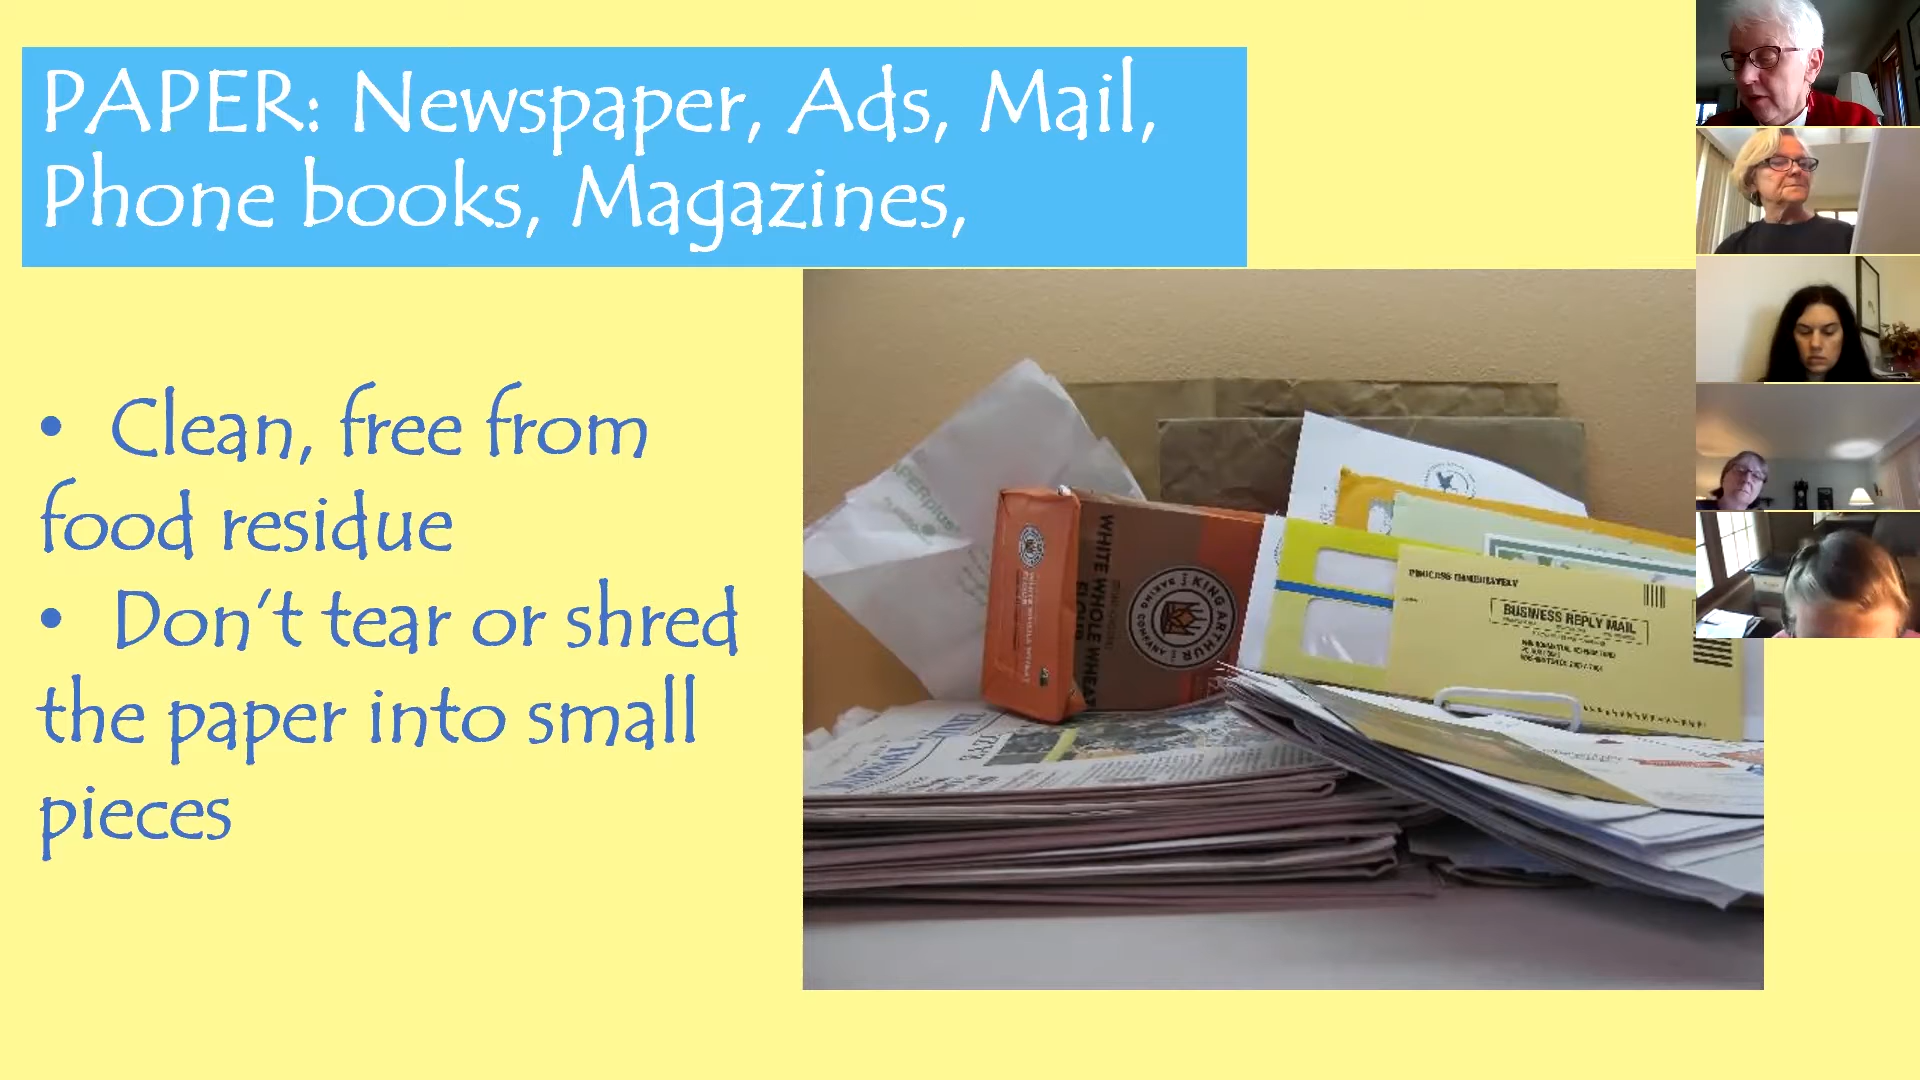 PAPER: Newspaper, Ads, Mail,
Phone books, Magazines,
• Clean, free from
food residue
• Don't tear or shred
the paper into small
pieces
WHITE WHOLE WHEAT
FLOUR
KING ARTHUR
BAKING COMPANY
BUSINESS REPLY MAIL